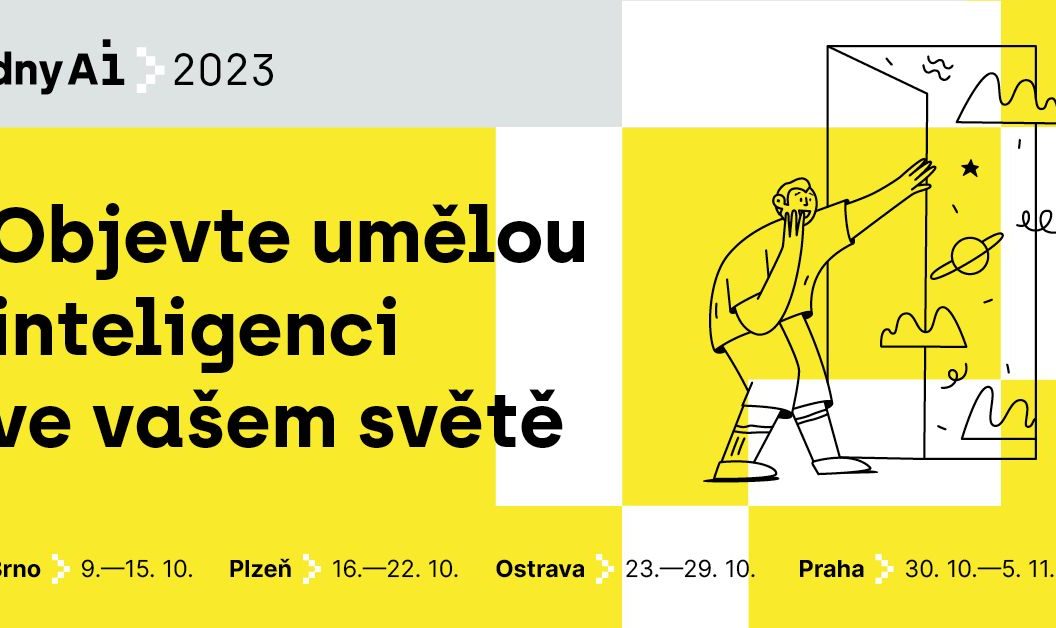 dny Ai 2023
Objevte umělou
inteligenci
ve vašem světě
Brno 9.—15. 10. Plzeň 16.—22. 10. Ostrava 23.—29. 10. Praha 30. 10.—5. 11.